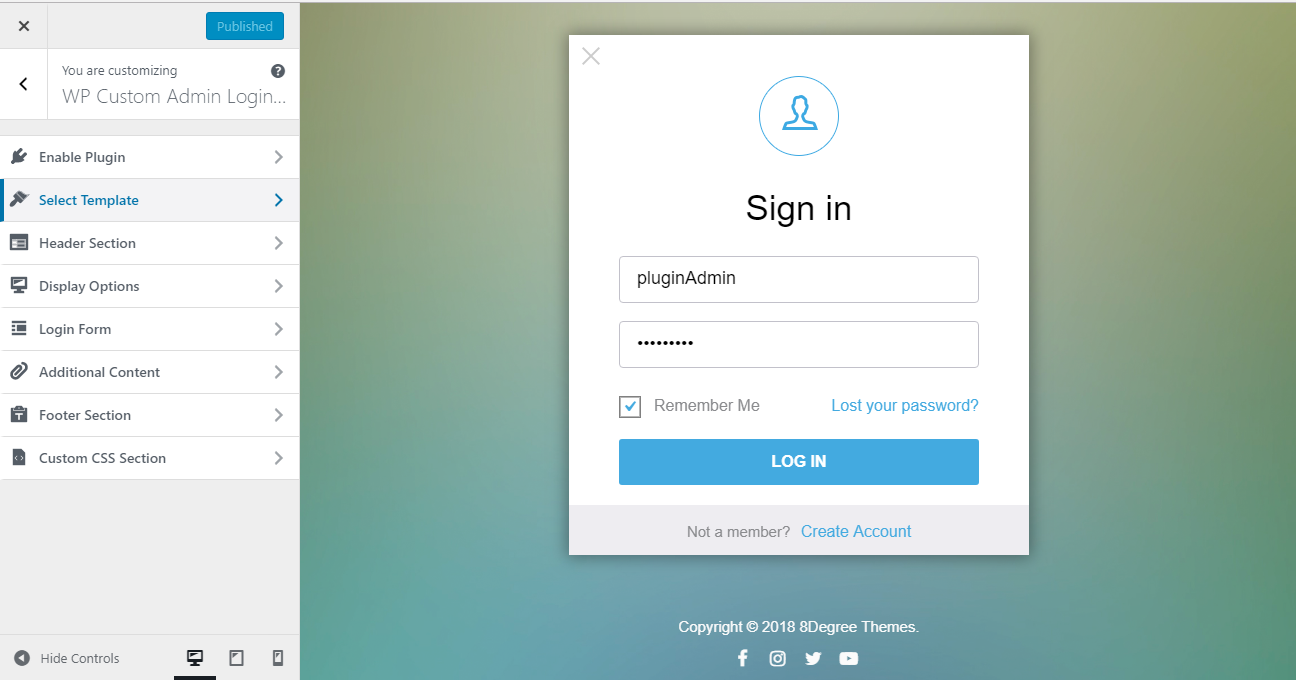 Published
You are customizing
WP Custom Admin Login...
Enable Plugin
Select Template
Header Section
Display Options
Login Form
Additional Content
Footer Section
Custom CSS Section
Hide Controls
Sign in
pluginAdmin
•••••••••
Remember Me Lost your password?
LOG IN
Not a member? Create Account
Copyright © 2018 8Degree Themes.